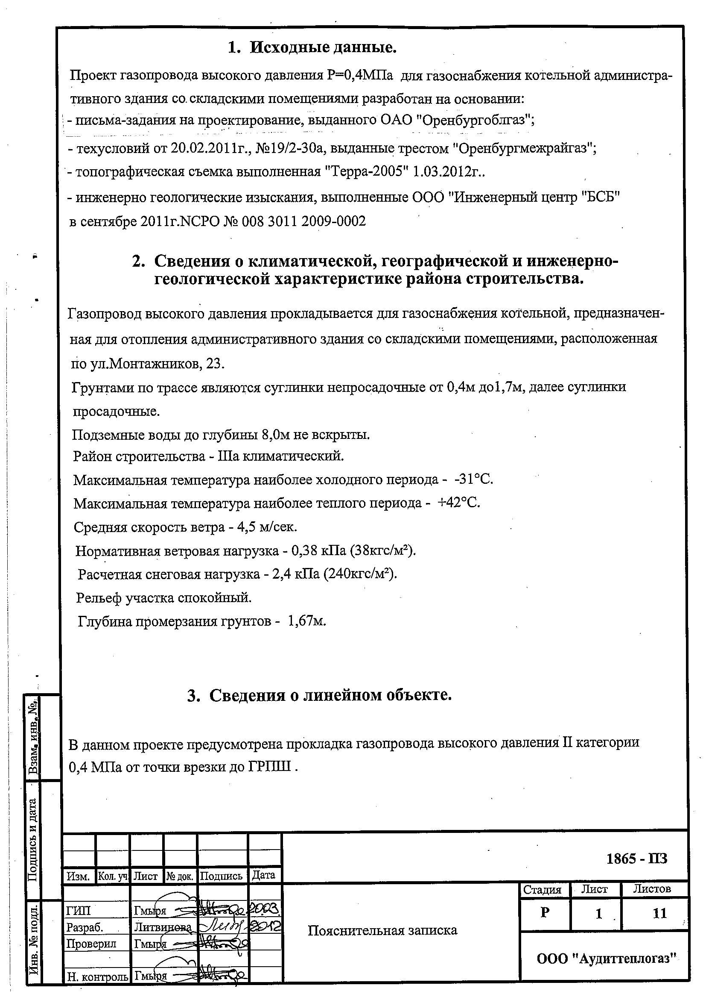 1. Исходные данные.
Проект газопровода высокого давления Р=0,4МПа для газоснабжения котельной администра-
тивного здания со складскими помещениями разработан на основании:
- письма-задания на проектирование, выданного ОАО "Оренбургоблгаз";
- техусловий от 20.02.2011г., №19/2-30а, выданные трестом "Оренбургмежрайгаз";
- топографическая съемка выполненная "Терра-2005" 1.03.2012г..
- инженерно геологические изыскания, выполненные ООО "Инженерный центр "БСБ"
в сентябре 2011г.NCРО № 008 3011 2009-0002
2. Сведения о климатической, географической и инженерно-
геологической характеристике района строительства.
Газопровод высокого давления прокладывается для газоснабжения котельной, предназначен-
ная для отопления административного здания со складскими помещениями, расположенная
по ул.Монтажников, 23.
Грунтами по трассе являются суглинки непросадочные от 0,4м до1,7м, далее суглинки
просадочные.
Подземные воды до глубины 8,0м не вскрыты.
Район строительства - Ша климатический.
Максимальная температура наиболее холодного периода - -31°С.
Максимальная температура наиболее теплого периода - +42°С.
Средняя скорость ветра - 4,5 м/сек.
Нормативная ветровая нагрузка - 0,38 кПа (38кгс/м²).
Расчетная снеговая нагрузка - 2,4 кПа (240кгс/м²).
Рельеф участка спокойный.
Глубина промерзания грунтов - 1,67м.
3. Сведения о линейном объекте.
В данном проекте предусмотрена прокладка газопровода высокого давления II категории
0,4 МПа от точки врезки до ГРПШ .
Взам. инв. №
Подпись и дата
Инв. № подл.
1865 - ПЗ
Изм. Кол. уч Лист № док. Подпись Дата
Стадия Лист Листов
ГИП Гмыря 2003
Р 1 11
Разраб. Литвинова 2012
Пояснительная записка
Проверил Гмыря
ООО "Аудиттеплогаз"
Н. контроль Гмыря